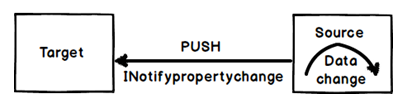 Target
PUSH
INotifypropertychange
Source
Data
change